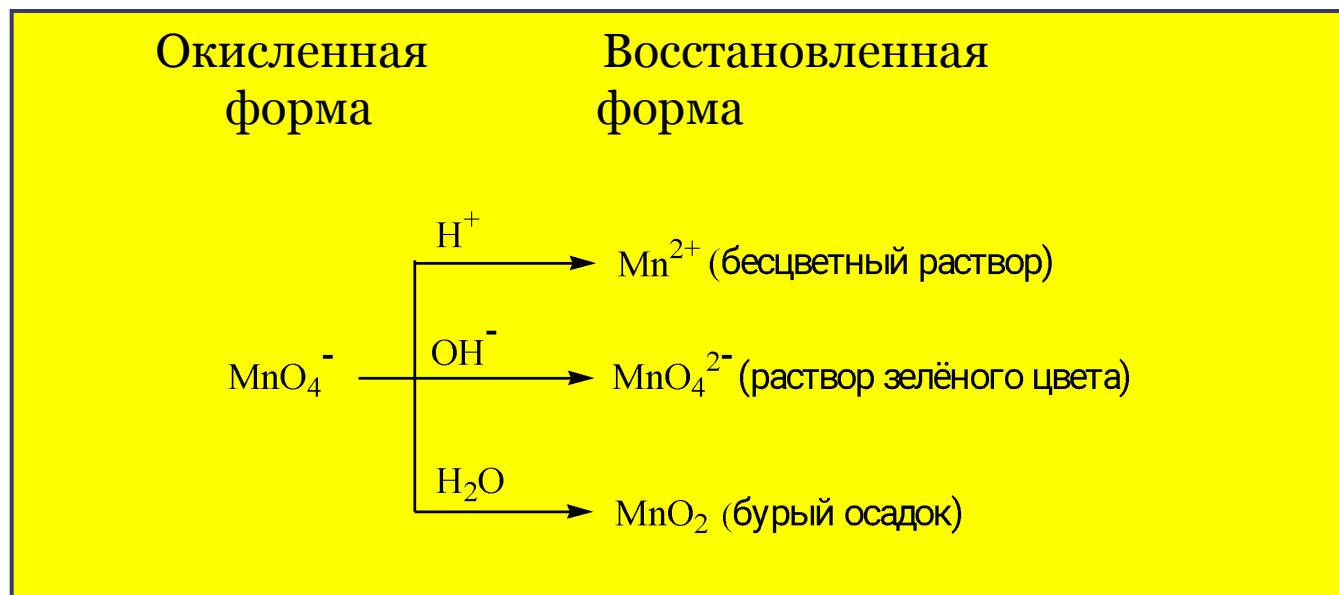 Окисленная форма
Восстановленная форма
H⁺
Mn²⁺ (бесцветный раствор)
OH⁻
MnO₄⁻
MnO₄²⁻ (раствор зелёного цвета)
H₂O
MnO₂ (бурый осадок)